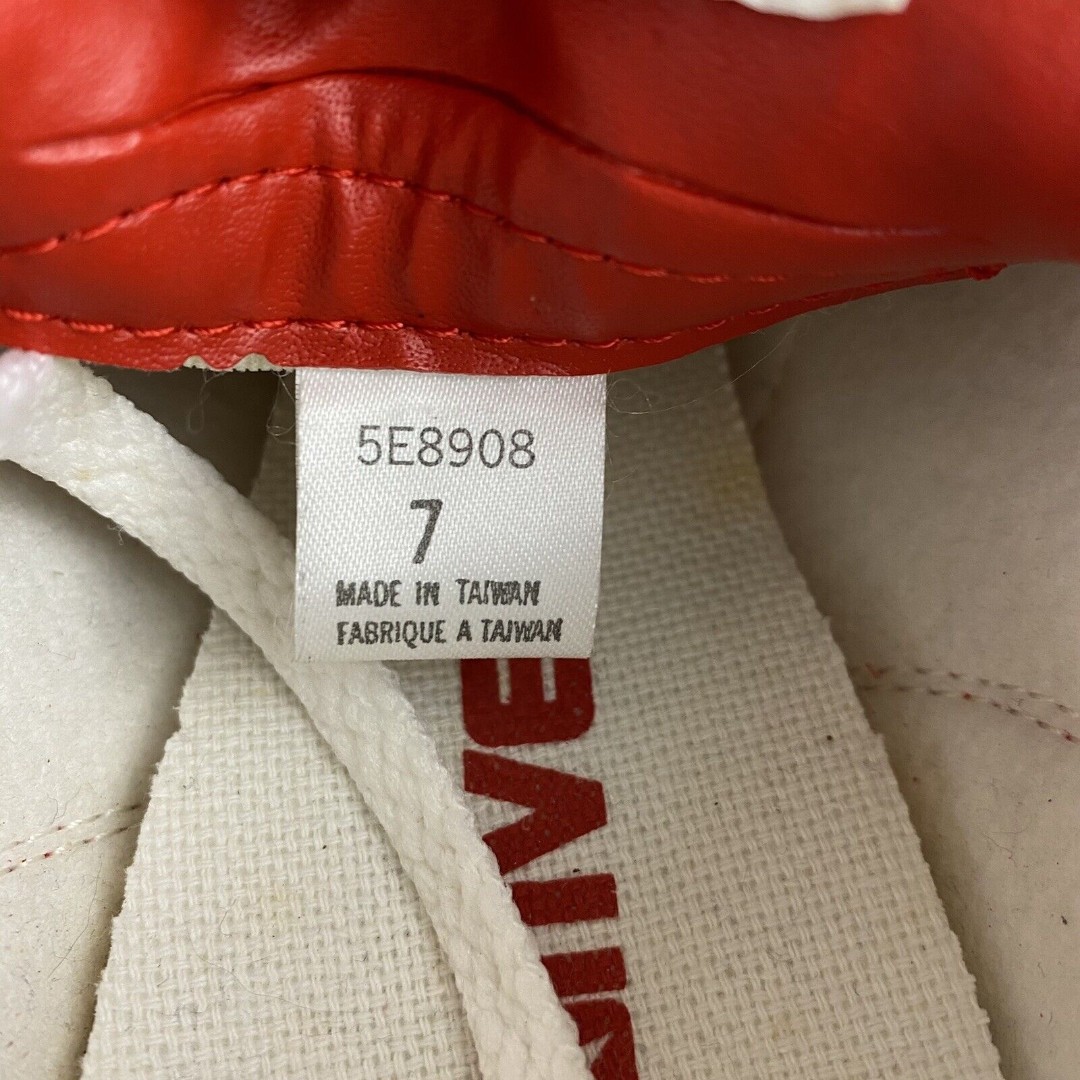 5E8908
7
MADE IN TAIWAN
FABRIQUE A TAIWAN